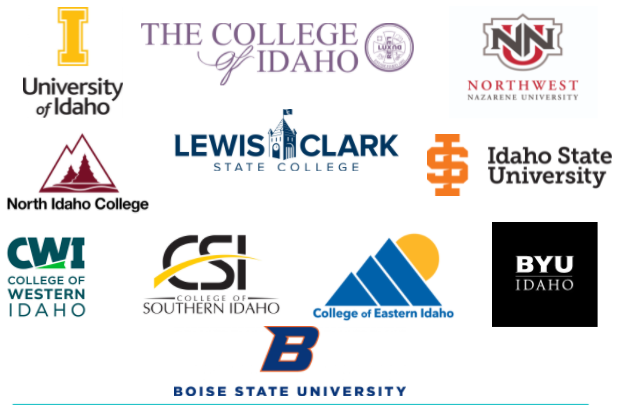 I
University
of Idaho
THE COLLEGE
of IDAHO
NNU
NORTHWEST
NAZARENE UNIVERSITY
North Idaho College
LEWIS CLARK
STATE COLLEGE
IS
Idaho State
University
CWI
COLLEGE OF
WESTERN
IDAHO
CSI
COLLEGE OF
SOUTHERN IDAHO
College of Eastern Idaho
BYU
IDAHO
B
BOISE STATE UNIVERSITY